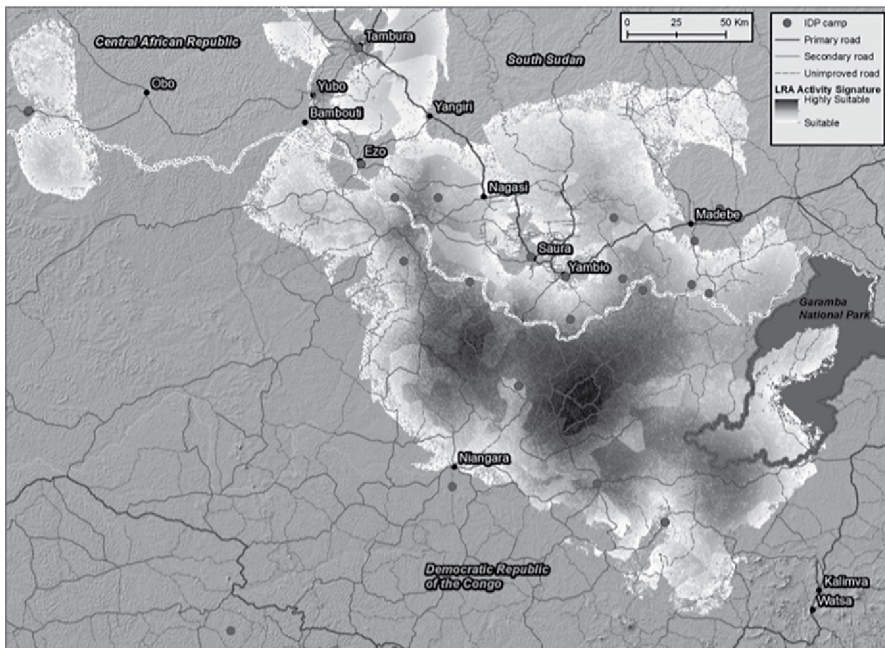 Central African Republic
Tambura
South Sudan
0 25 50 Km
IDP camp
Primary road
Secondary road
Unimproved road
LRA Activity Signature
Highly Suitable
Suitable
Obo
Yubo
Bambouti
Yangiri
Ezo
Nagasi
Madebe
Saura
Yambio
Garamba
National Park
Niangara
Democratic Republic
of the Congo
Kalimva
Watsa